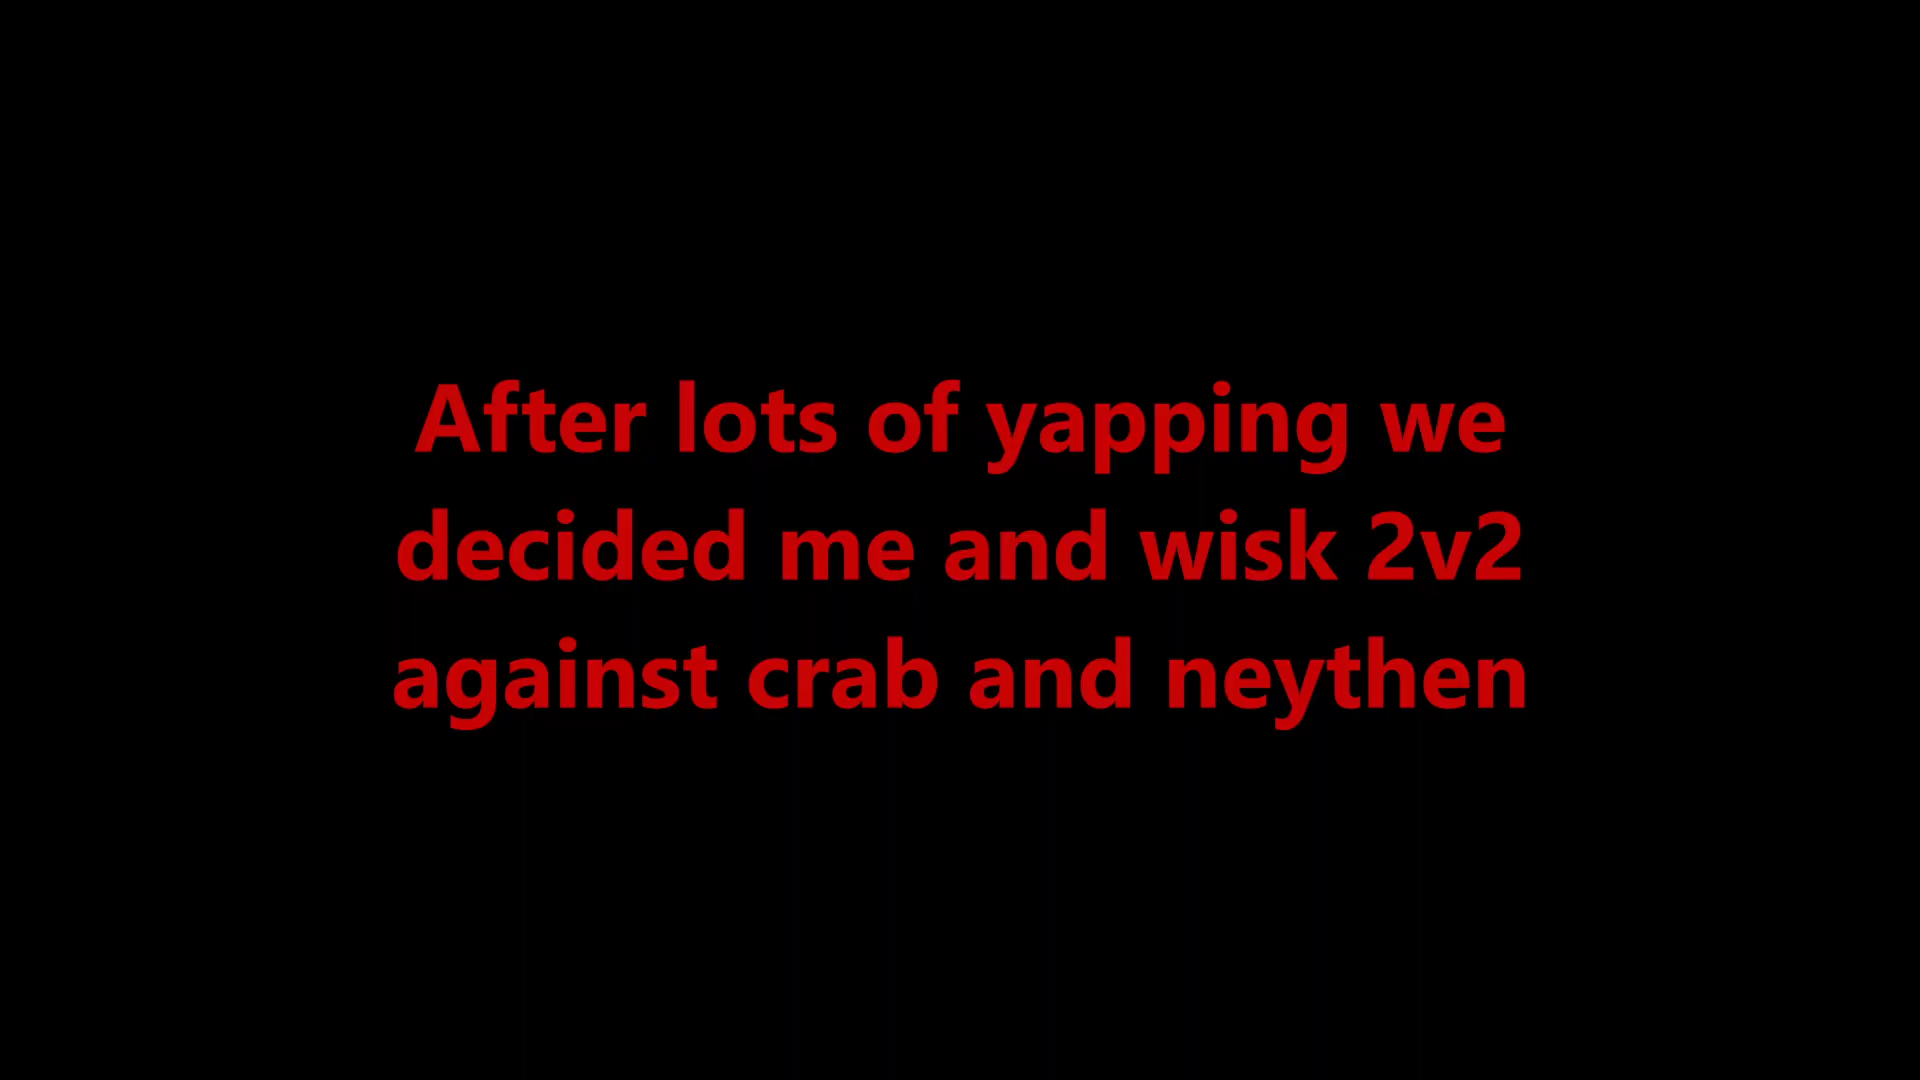 After lots of yapping we
decided me and wisk 2v2
against crab and neythen